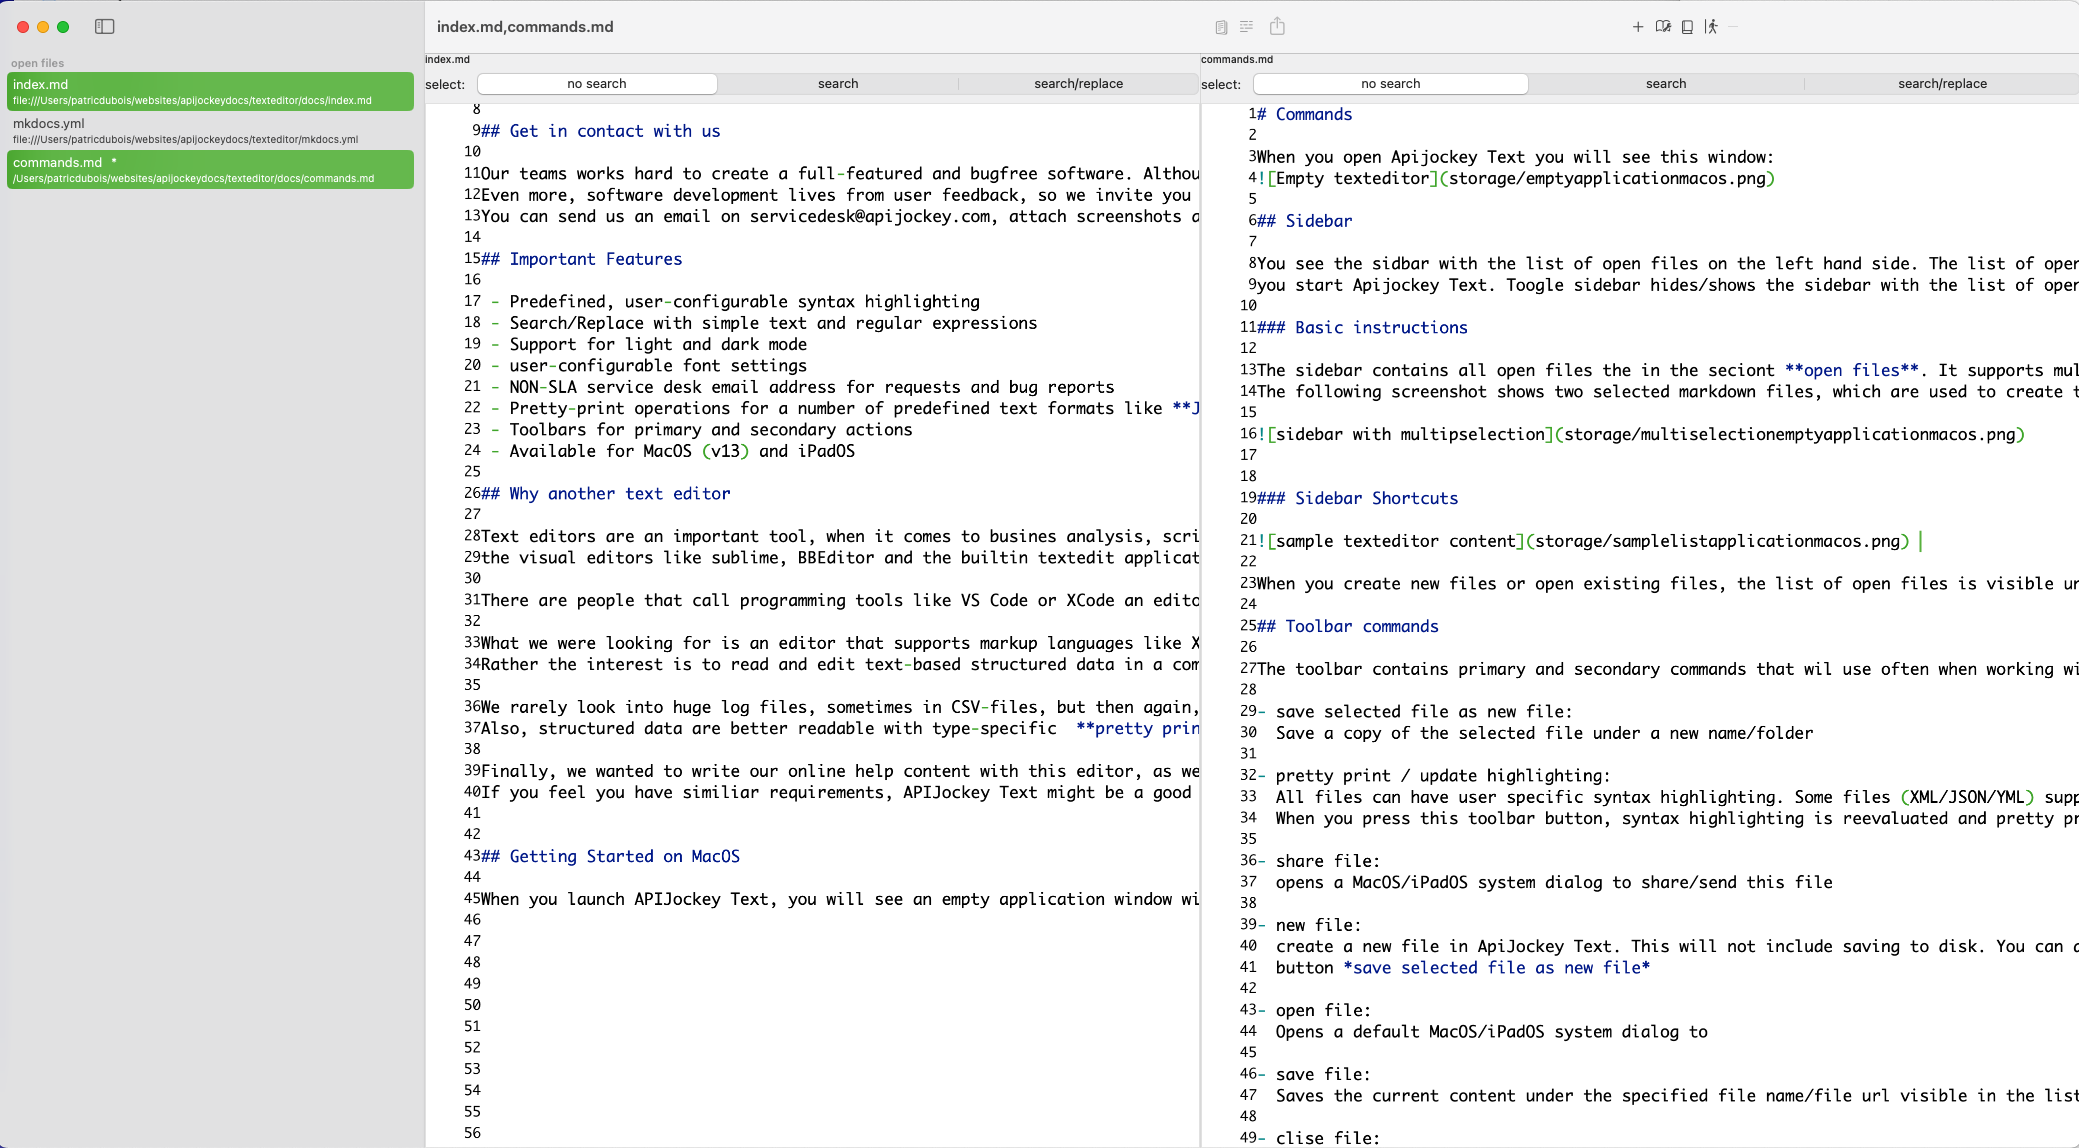 index.md,commands.md
open files
index.md
file:///Users/patricdubois/websites/apijockeydocs/texteditor/docs/index.md
mkdocs.yml
file:///Users/patricdubois/websites/apijockeydocs/texteditor/mkdocs.yml
commands.md *
/Users/patricdubois/websites/apijockeydocs/texteditor/docs/commands.md
index.md
select: no search search search/replace
8
9## Get in contact with us
10
11Our teams works hard to create a full-featured and bugfree software. Althou
12Even more, software development lives from user feedback, so we invite you
13You can send us an email on servicedesk@apijockey.com, attach screenshots a
14
15## Important Features
16
17 - Predefined, user-configurable syntax highlighting
18 - Search/Replace with simple text and regular expressions
19 - Support for light and dark mode
20 - user-configurable font settings
21 - NON-SLA service desk email address for requests and bug reports
22 - Pretty-print operations for a number of predefined text formats like **J
23 - Toolbars for primary and secondary actions
24 - Available for MacOS (v13) and iPadOS
25
26## Why another text editor
27
28Text editors are an important tool, when it comes to busines analysis, scri
29the visual editors like sublime, BBEditor and the builtin textedit applicat
30
31There are people that call programming tools like VS Code or XCode an edito
32
33What we were looking for is an editor that supports markup languages like X
34Rather the interest is to read and edit text-based structured data in a com
35
36We rarely look into huge log files, sometimes in CSV-files, but then again,
37Also, structured data are better readable with type-specific  **pretty prin
38
39Finally, we wanted to write our online help content with this editor, as we
40If you feel you have similiar requirements, APIJockey Text might be a good
41
42
43## Getting Started on MacOS
44
45When you launch APIJockey Text, you will see an empty application window wi
46
47
48
49
50
51
52
53
54
55
56
commands.md
select: no search search search/replace
1# Commands
2
3When you open Apijockey Text you will see this window:
4![Empty texteditor](storage/emptyapplicationmacos.png)
5
6## Sidebar
7
8You see the sidbar with the list of open files on the left hand side. The list of oper
9you start Apijockey Text. Toogle sidebar hides/shows the sidebar with the list of oper
10
11### Basic instructions
12
13The sidebar contains all open files the in the seciont **open files**. It supports mul
14The following screenshot shows two selected markdown files, which are used to create t
15
16![sidebar with multipselection](storage/multiselectionemptyapplicationmacos.png)
17
18
19### Sidebar Shortcuts
20
21![sample texteditor content](storage/samplelistapplicationmacos.png)
22
23When you create new files or open existing files, the list of open files is visible un
24
25## Toolbar commands
26
27The toolbar contains primary and secondary commands that wil use often when working wi
28
29- save selected file as new file:
30  Save a copy of the selected file under a new name/folder
31
32- pretty print / update highlighting:
33  All files can have user specific syntax highlighting. Some files (XML/JSON/YML) supp
34  When you press this toolbar button, syntax highlighting is reevaluated and pretty pr
35
36- share file:
37  opens a MacOS/iPadOS system dialog to share/send this file
38
39- new file:
40  create a new file in ApiJockey Text. This will not include saving to disk. You can a
41  button *save selected file as new file*
42
43- open file:
44  Opens a default MacOS/iPadOS system dialog to
45
46- save file:
47  Saves the current content under the specified file name/file url visible in the list
48
49- clise file: